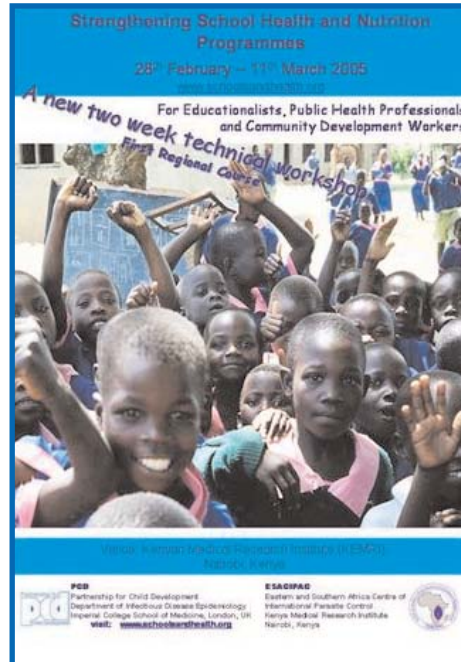 Strengthening School Health and Nutrition
Programmes
28th February – 11th March 2005
www.schoolsandhealth.org
A new two week technical workshop
First Regional Course
For Educationalists, Public Health Professionals
and Community Development Workers
Venue: Kenyan Medical Research Institute (KEMRI),
Nairobi, Kenya
PCD
Partnership for Child Development
Department of Infectious Disease Epidemiology
Imperial College School of Medicine, London, UK
visit: www.schoolsandhealth.org
ESACIPAC
Eastern and Southern Africa Centre of
International Parasite Control
Kenya Medical Research Institute
Nairobi, Kenya
pcd